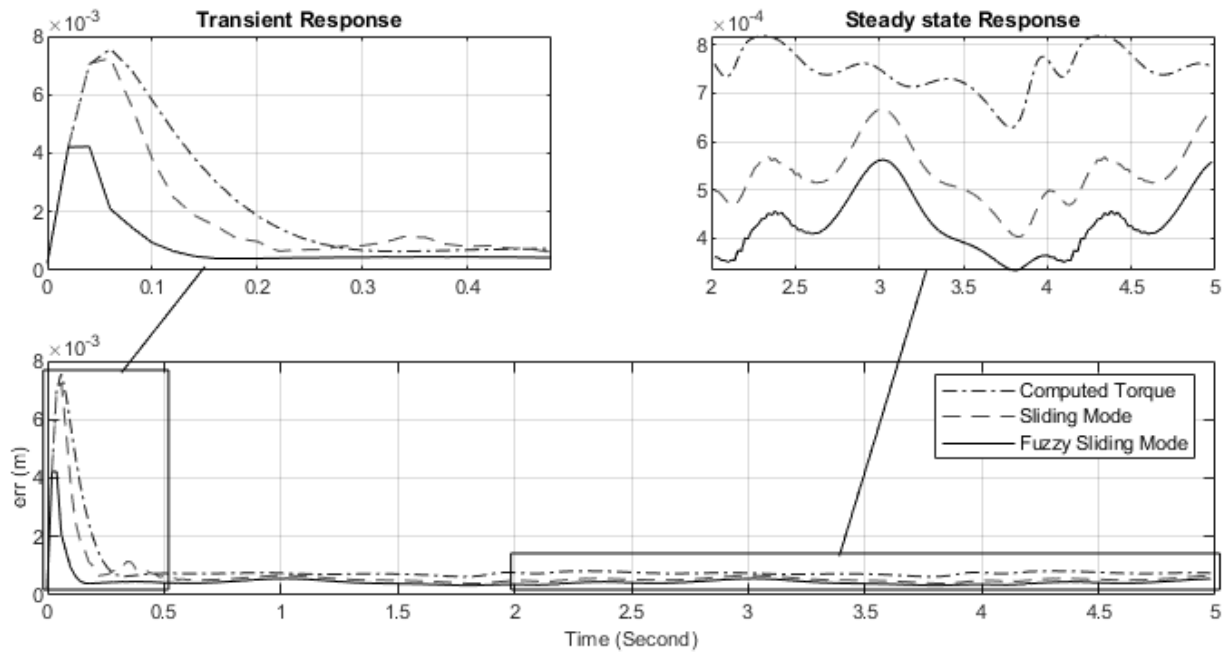 Transient Response
Steady state Response
×10⁻³
8
6
4
2
0
0 0.1 0.2 0.3 0.4
×10⁻⁴
8
7
6
5
4
2 2.5 3 3.5 4 4.5 5
×10⁻³
8
6
4
2
0
err (m)
Computed Torque
Sliding Mode
Fuzzy Sliding Mode
0 0.5 1 1.5 2 2.5 3 3.5 4 4.5 5
Time (Second)